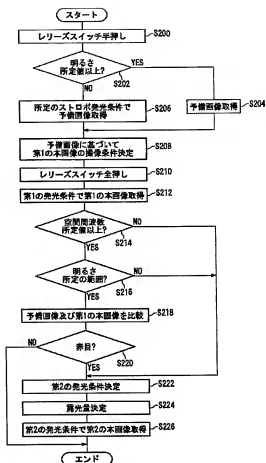 スタート
レリーズスイッチ半押し
S200
明るさ
所定値以上?
YES
S202
NO
所定のストロボ発光条件で
予備画像取得
S206
予備画像取得
S204
予備画像に基づいて
第1の本画像の撮像条件決定
S208
レリーズスイッチ全押し
S210
第1の発光条件で第1の本画像取得
S212
空間周波数
所定値以上?
NO
S214
YES
明るさ
所定の範囲?
NO
S216
YES
予備画像及び第1の本画像を比較
S218
NO
赤目?
S220
YES
第2の発光条件決定
S222
露光量決定
S224
第2の発光条件で第2の本画像取得
S226
エンド